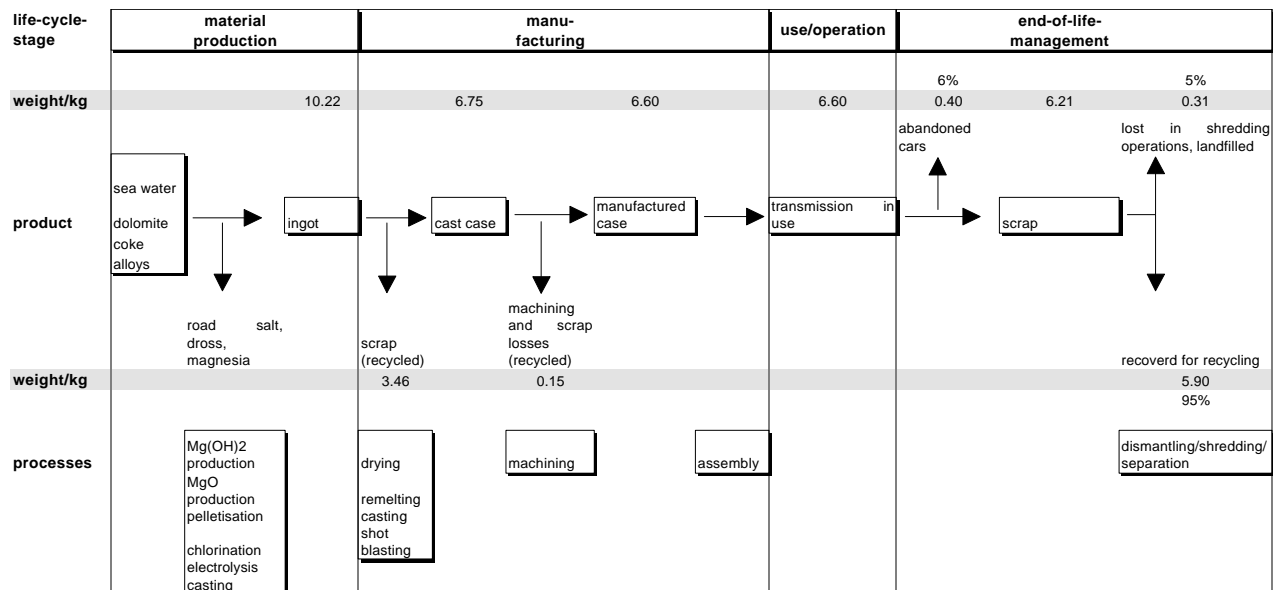 life-cycle-
stage
material
production
manu-
facturing
use/operation
end-of-life-
management
6% 5%
weight/kg 10.22 6.75 6.60 6.60 0.40 6.21 0.31
abandoned
cars
lost in shredding
operations, landfilled
product
sea water
dolomite
coke
alloys
ingot
cast case
manufactured
case
transmission in
use
scrap
road salt,
dross,
magnesia
scrap
(recycled)
machining
and scrap
losses
(recycled)
recoverd for recycling
weight/kg 3.46 0.15 5.90
95%
processes
Mg(OH)2
production
MgO
production
pelletisation
chlorination
electrolysis
casting
drying
remelting
casting
shot
blasting
machining
assembly
dismantling/shredding/
separation